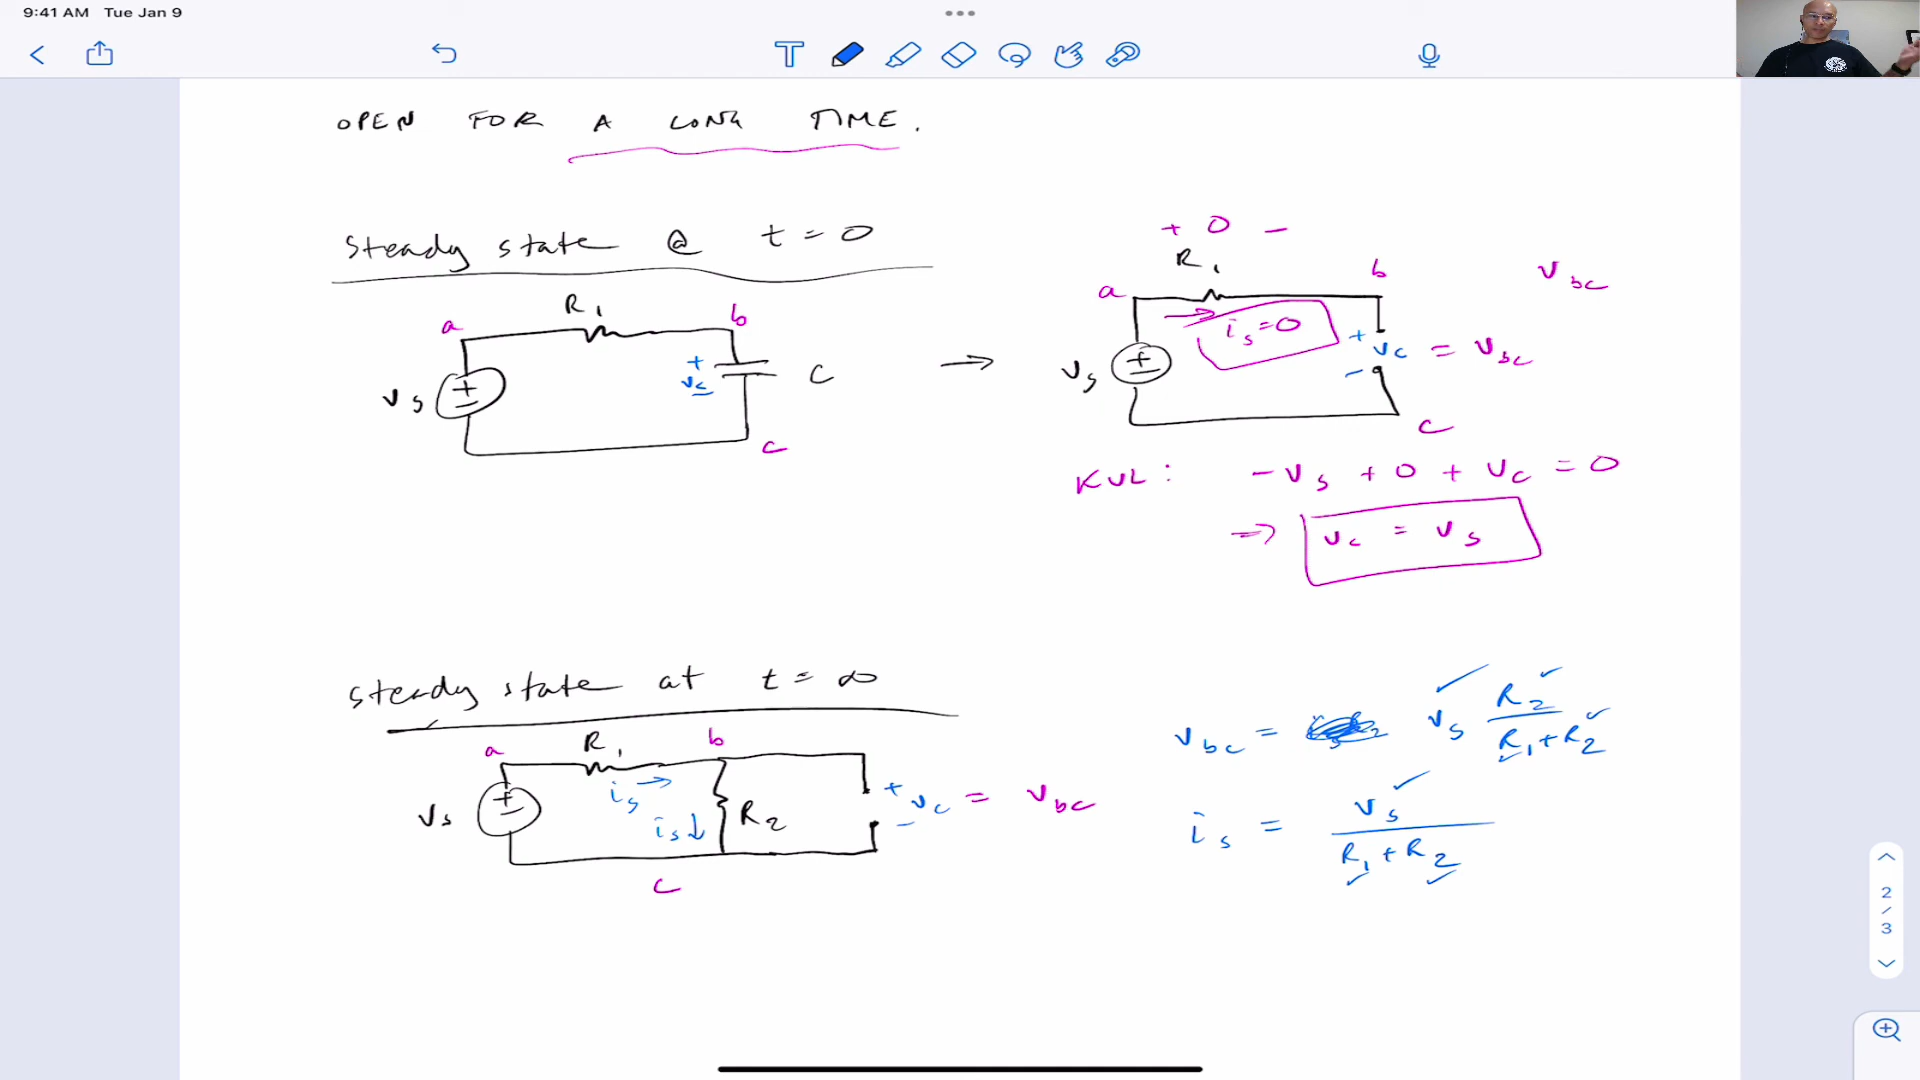 9:41 AM Tue Jan 9
OPEN FOR A LONG TIME.
steady state @ t = 0
R1
a
b
+
vc
-
C
vs
+
-
c
→
+ 0 -
R1
a
b
vbc
is = 0
+
vc = vbc
-
vs
+
-
c
KVL: -vs + 0 + vc = 0
⇒ vc = vs
steady state at t = ∞
a
R1
b
is →
is ↓
R2
+
vc = vbc
-
vs
+
-
c
vbc = vs R2 / (R1 + R2)
is = vs / (R1 + R2)
2
/
3